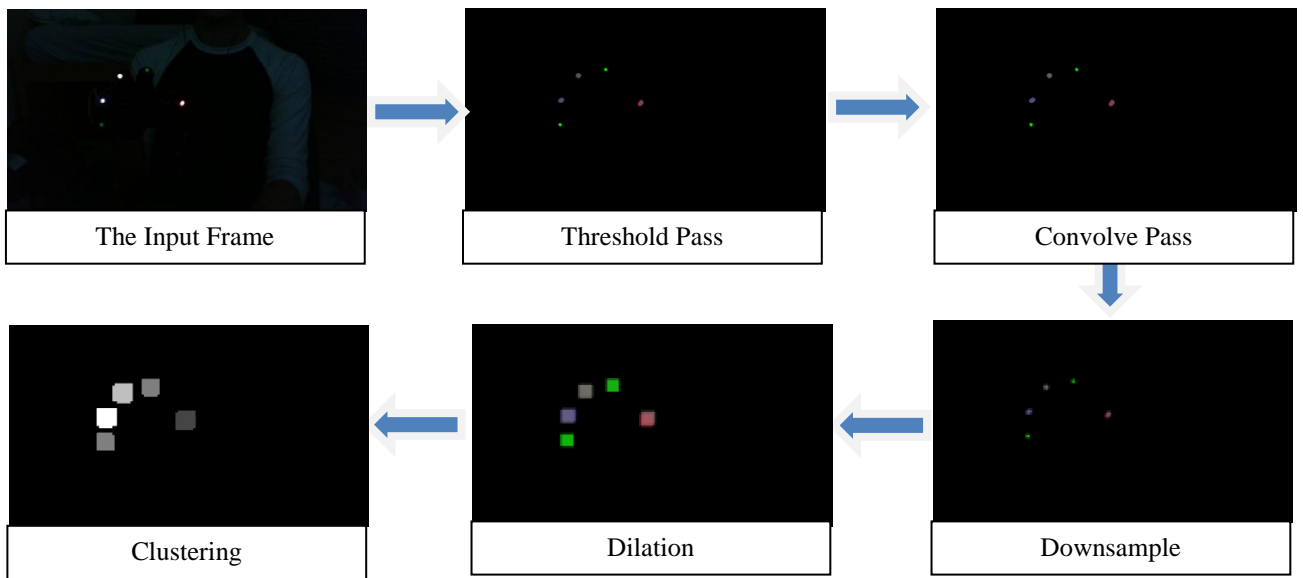 The Input Frame
Threshold Pass
Convolve Pass
Downsample
Dilation
Clustering